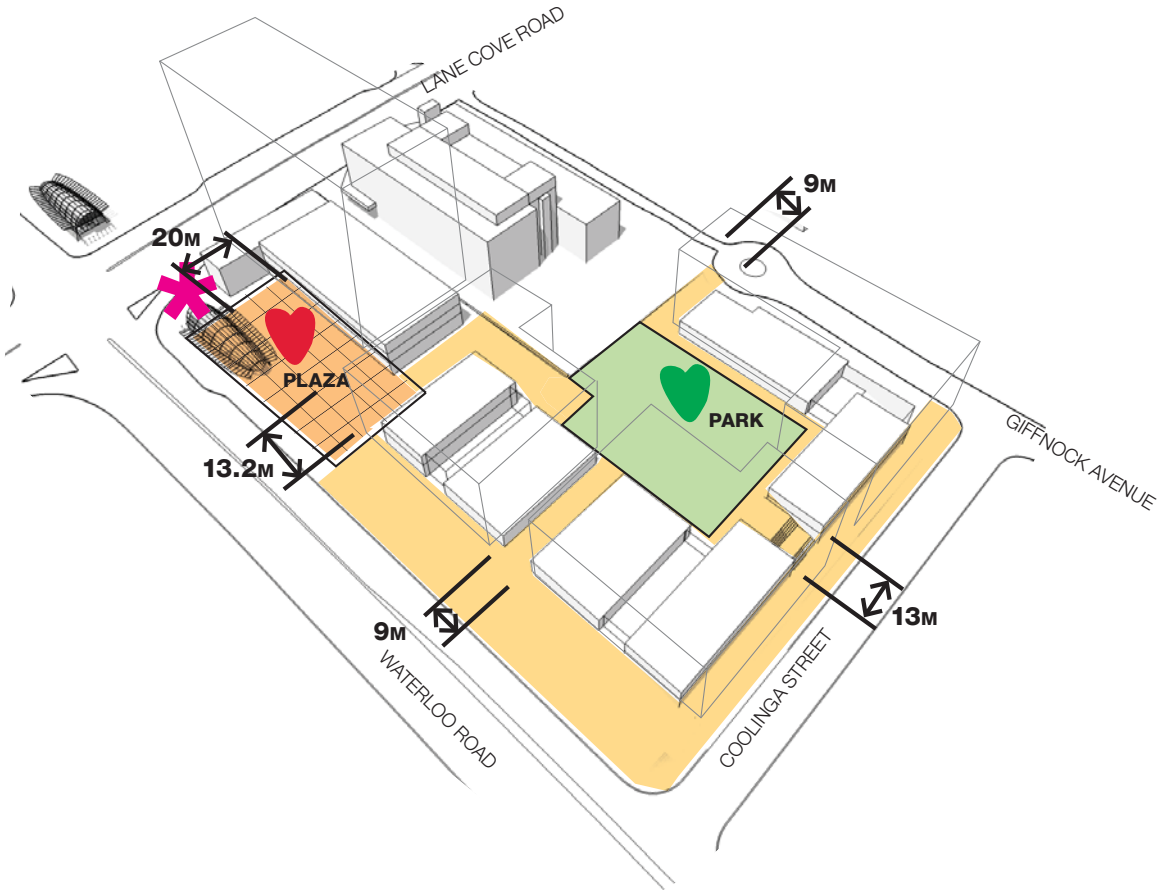 LANE COVE ROAD
9M
20M
PLAZA
PARK
GIFFNOCK AVENUE
13.2M
13M
9M
WATERLOO ROAD
COOLINGA STREET